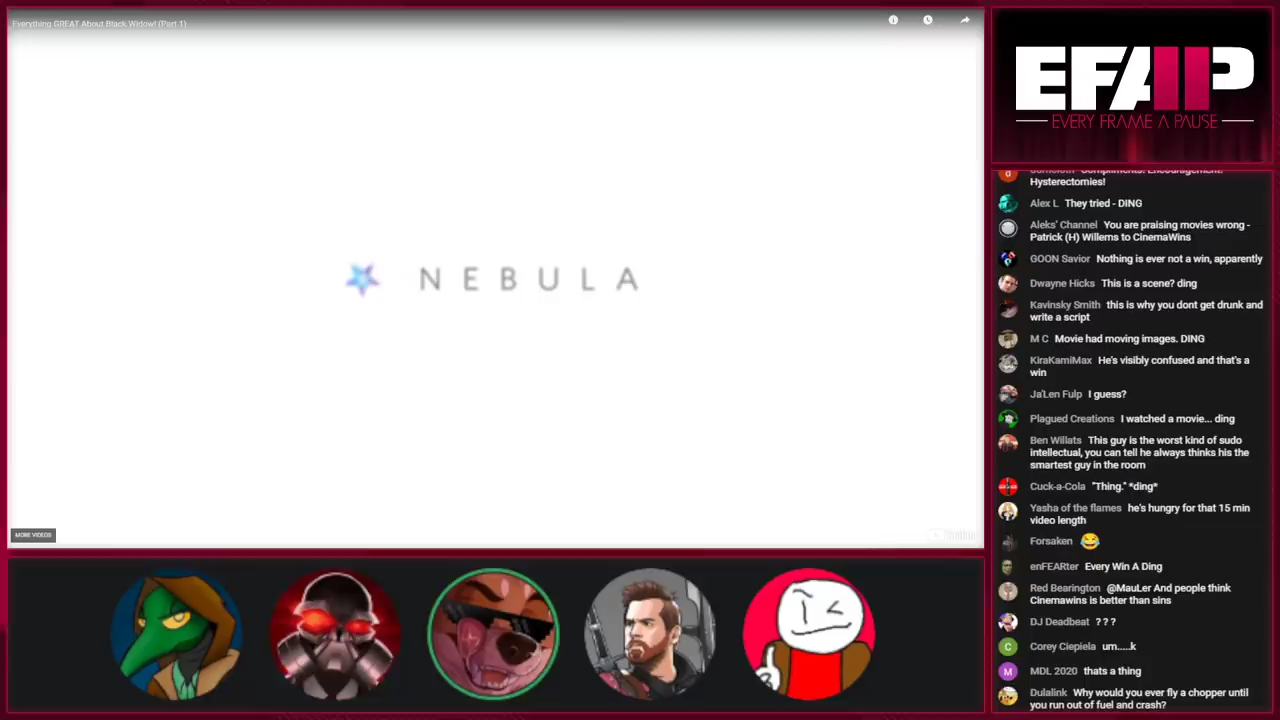 Everything GREAT About Black Widow! (Part 1)
NEBULA
MORE VIDEOS
YouTube
EFAP
EVERY FRAME A PAUSE
Compliments! Encouragement!
Hysterectomies!
Alex L They tried - DING
Aleks' Channel You are praising movies wrong -
Patrick (H) Willems to CinemaWins
GOON Savior Nothing is ever not a win, apparently
Dwayne Hicks This is a scene? ding
Kavinsky Smith this is why you dont get drunk and
write a script
M C Movie had moving images. DING
KiraKamiMax He's visibly confused and that's a
win
Ja'Len Fulp I guess?
Plagued Creations I watched a movie... ding
Ben Willats This guy is the worst kind of sudo
intellectual, you can tell he always thinks his the
smartest guy in the room
Cuck-a-Cola "Thing." *ding*
Yasha of the flames he's hungry for that 15 min
video length
Forsaken 😂
enFEARter Every Win A Ding
Red Bearington @MauLer And people think
Cinemawins is better than sins
DJ Deadbeat ? ? ?
Corey Ciepiela um.....k
MDL 2020 thats a thing
Dulalink Why would you ever fly a chopper until
you run out of fuel and crash?